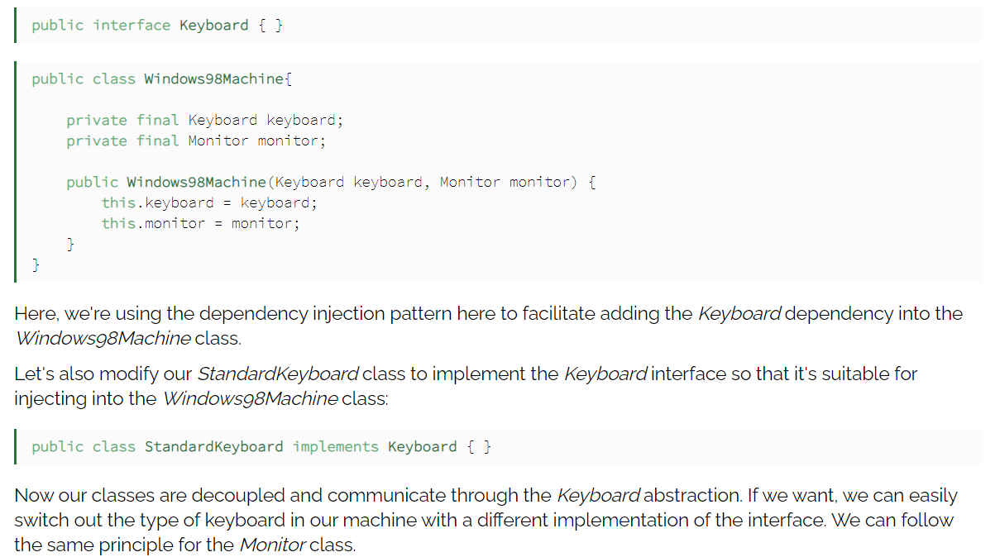 public interface Keyboard { }
public class Windows98Machine{
private final Keyboard keyboard;
private final Monitor monitor;
public Windows98Machine(Keyboard keyboard, Monitor monitor) {
this.keyboard = keyboard;
this.monitor = monitor;
}
}
Here, we're using the dependency injection pattern here to facilitate adding the Keyboard dependency into the
Windows98Machine class.
Let's also modify our StandardKeyboard class to implement the Keyboard interface so that it's suitable for
injecting into the Windows98Machine class:
public class StandardKeyboard implements Keyboard { }
Now our classes are decoupled and communicate through the Keyboard abstraction. If we want, we can easily
switch out the type of keyboard in our machine with a different implementation of the interface. We can follow
the same principle for the Monitor class.